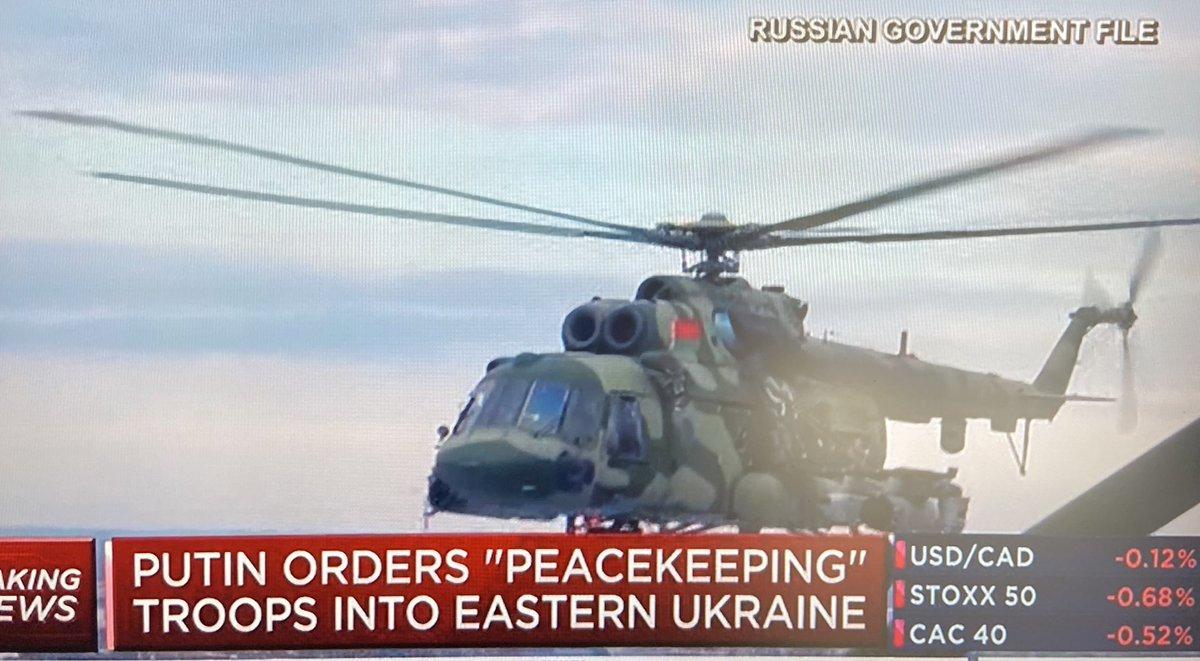 RUSSIAN GOVERNMENT FILE
AKING
EWS
PUTIN ORDERS "PEACEKEEPING"
TROOPS INTO EASTERN UKRAINE
USD/CAD -0.12%
STOXX 50 -0.68%
CAC 40 -0.52%